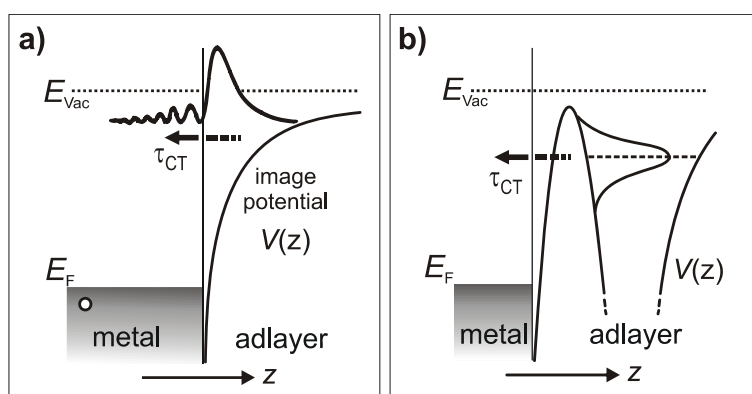 a)
E_Vac
τ_CT
image
potential
V(z)
E_F
metal
adlayer
z
b)
E_Vac
τ_CT
E_F
V(z)
metal
adlayer
z